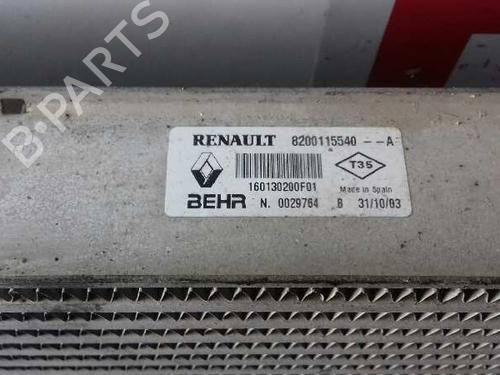 B-PARTS
RENAULT 8200115540 --A
T35
160130200F01 Made in Spain
BEHR N. 0029764 B 31/10/03